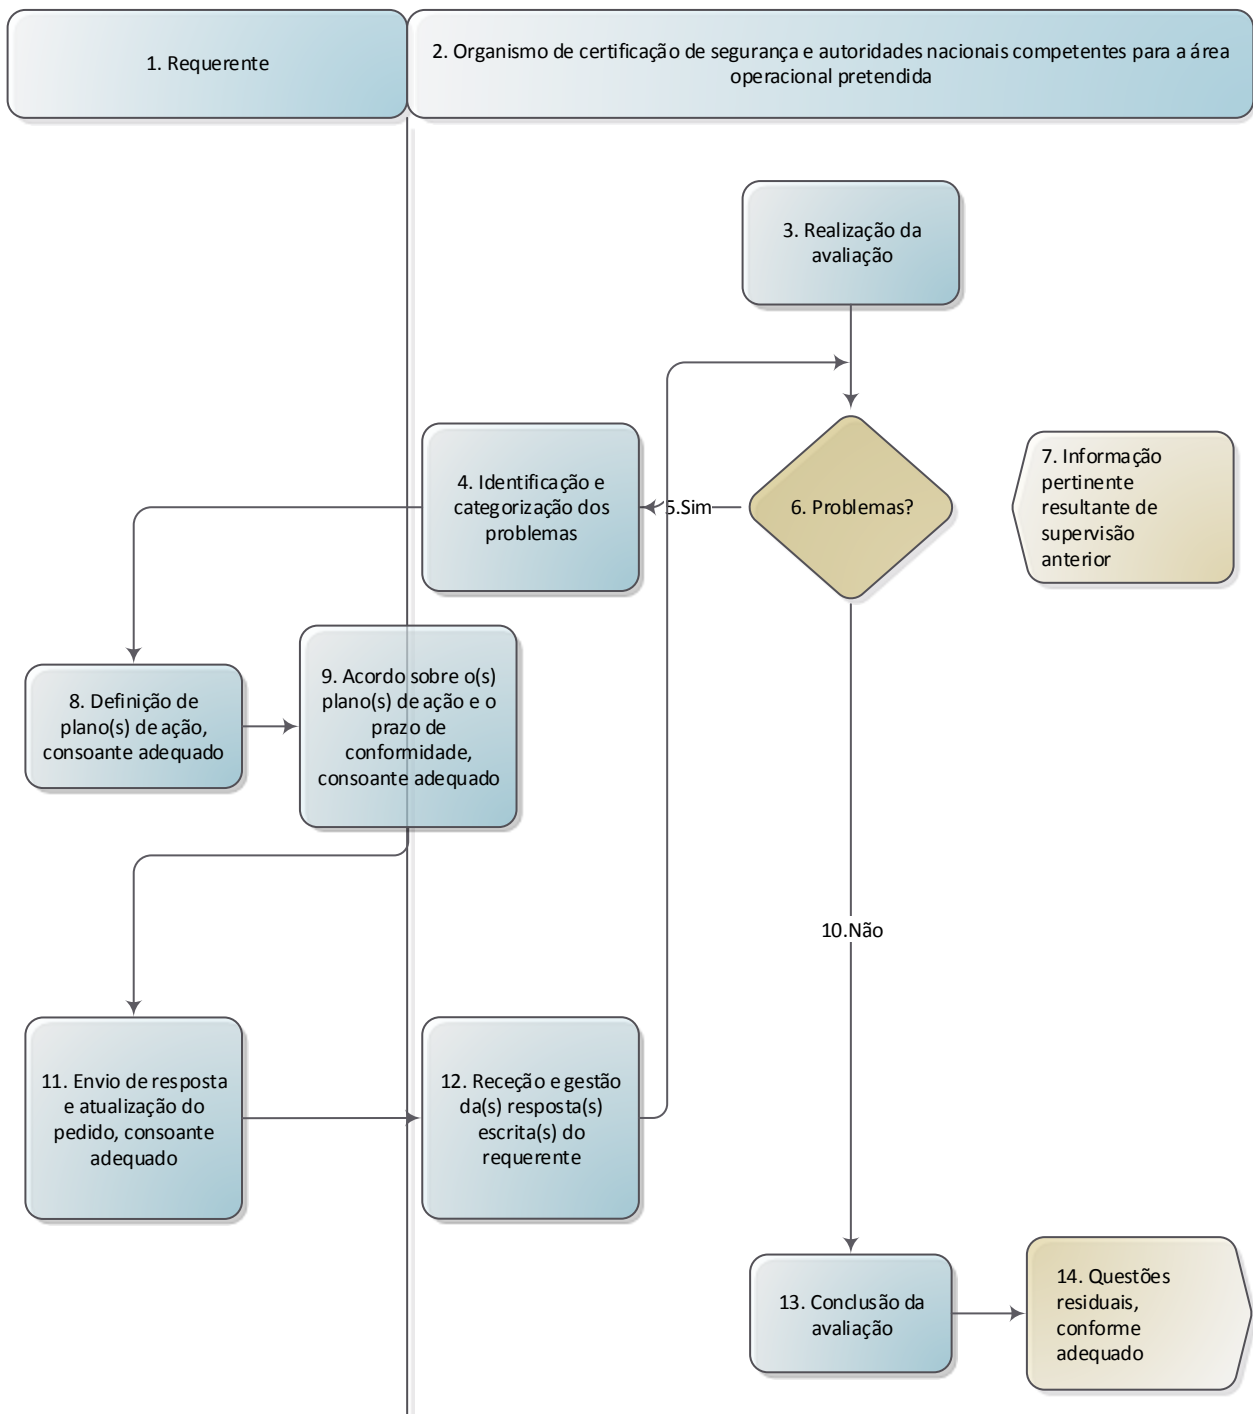 1. Requerente
2. Organismo de certificação de segurança e autoridades nacionais competentes para a área
operacional pretendida
3. Realização da
avaliação
4. Identificação e
categorização dos
problemas
5.Sim
6. Problemas?
7. Informação
pertinente
resultante de
supervisão
anterior
8. Definição de
plano(s) de ação,
consoante adequado
9. Acordo sobre o(s)
plano(s) de ação e o
prazo de
conformidade,
consoante adequado
10.Não
11. Envio de resposta
e atualização do
pedido, consoante
adequado
12. Receção e gestão
da(s) resposta(s)
escrita(s) do
requerente
13. Conclusão da
avaliação
14. Questões
residuais,
conforme
adequado